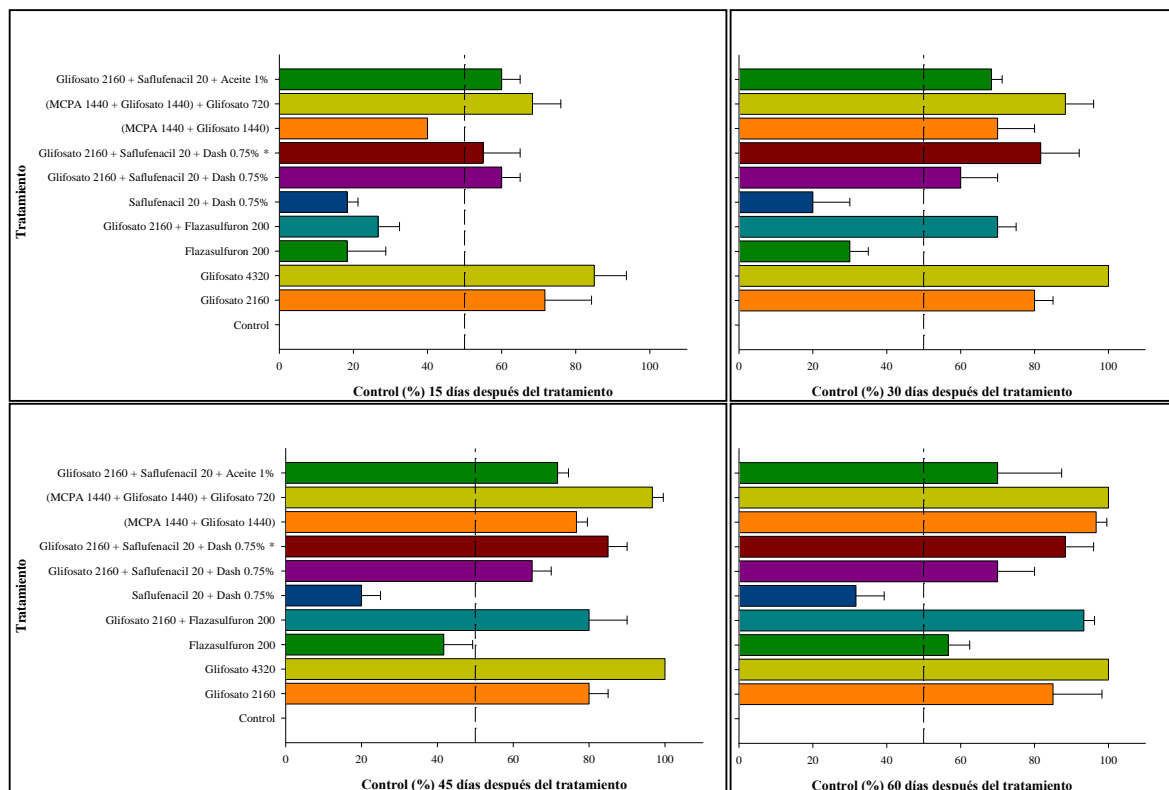 Glifosato 2160 + Saflufenacil 20 + Aceite 1%
(MCPA 1440 + Glifosato 1440) + Glifosato 720
(MCPA 1440 + Glifosato 1440)
Glifosato 2160 + Saflufenacil 20 + Dash 0.75% *
Glifosato 2160 + Saflufenacil 20 + Dash 0.75%
Saflufenacil 20 + Dash 0.75%
Glifosato 2160 + Flazasulfuron 200
Flazasulfuron 200
Glifosato 4320
Glifosato 2160
Control
Tratamiento
0 20 40 60 80 100
Control (%) 15 días después del tratamiento
0 20 40 60 80 100
Control (%) 30 días después del tratamiento
Glifosato 2160 + Saflufenacil 20 + Aceite 1%
(MCPA 1440 + Glifosato 1440) + Glifosato 720
(MCPA 1440 + Glifosato 1440)
Glifosato 2160 + Saflufenacil 20 + Dash 0.75% *
Glifosato 2160 + Saflufenacil 20 + Dash 0.75%
Saflufenacil 20 + Dash 0.75%
Glifosato 2160 + Flazasulfuron 200
Flazasulfuron 200
Glifosato 4320
Glifosato 2160
Control
Tratamiento
0 20 40 60 80 100
Control (%) 45 días después del tratamiento
0 20 40 60 80 100
Control (%) 60 días después del tratamiento